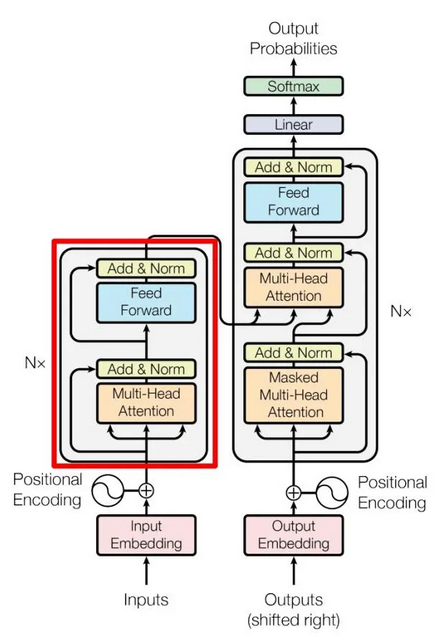 Output
Probabilities
Softmax
Linear
Add & Norm
Feed
Forward
Add & Norm
Multi-Head
Attention
Add & Norm
Masked
Multi-Head
Attention
N×
Positional
Encoding
Output
Embedding
Outputs
(shifted right)
Add & Norm
Feed
Forward
Add & Norm
Multi-Head
Attention
N×
Positional
Encoding
Input
Embedding
Inputs